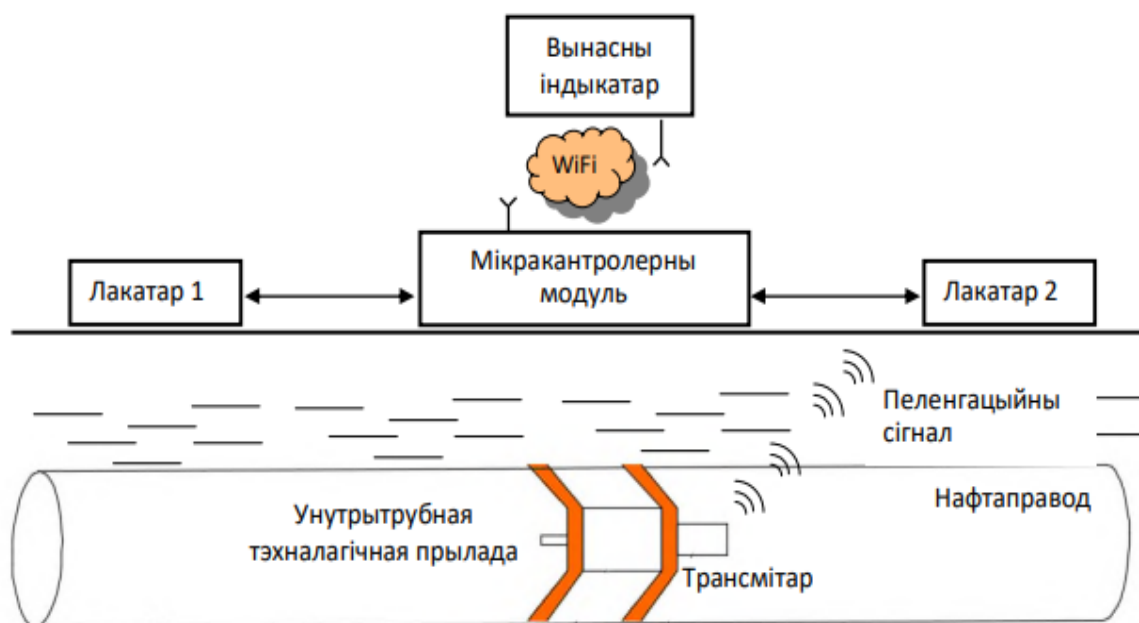 Вынасны
індыкатар
WiFi
Мікракантролерны
модуль
Лакатар 1
Лакатар 2
Пеленгацыйны
сігнал
Нафтаправод
Унутрытрубная
тэхналагічная прылада
Трансмітар